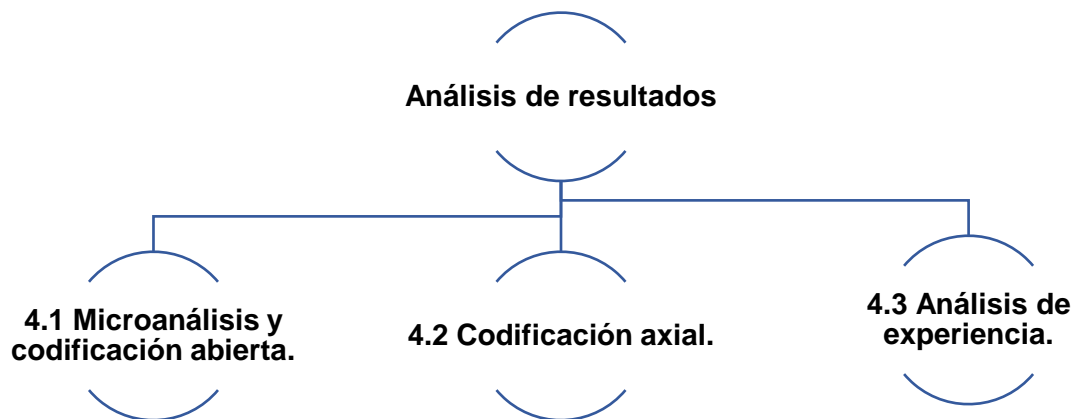 Análisis de resultados
4.1 Microanálisis y
codificación abierta.
4.2 Codificación axial.
4.3 Análisis de
experiencia.